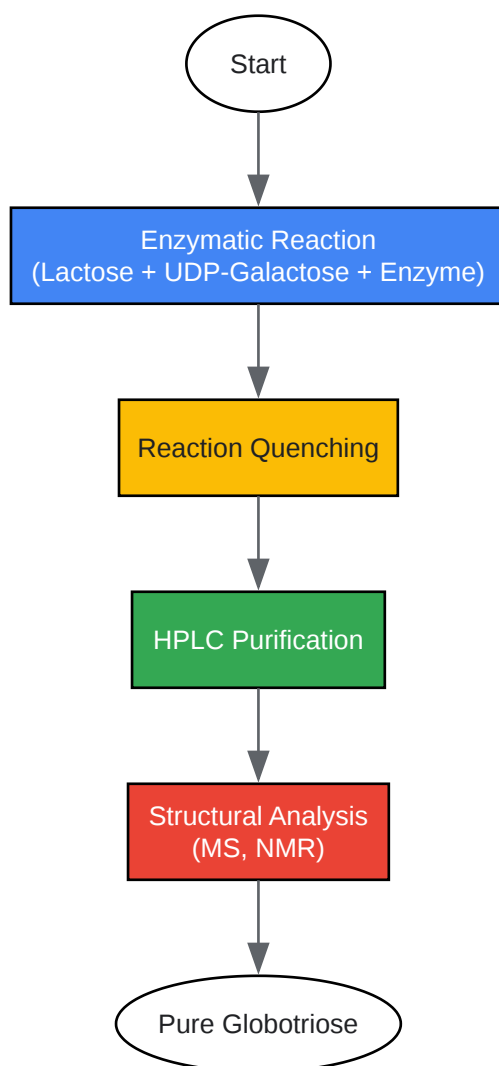 Start
Enzymatic Reaction
(Lactose + UDP-Galactose + Enzyme)
Reaction Quenching
HPLC Purification
Structural Analysis
(MS, NMR)
Pure Globotriose